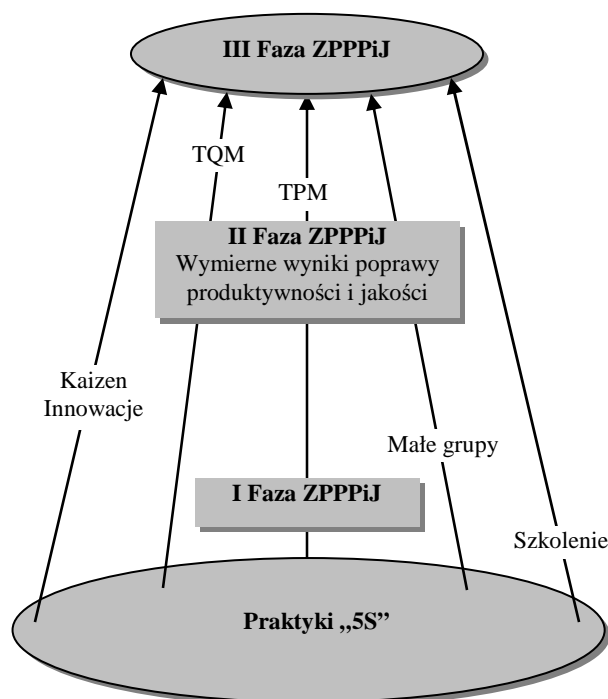 III Faza ZPPPiJ
TQM
TPM
II Faza ZPPPiJ
Wymierne wyniki poprawy
produktywności i jakości
Kaizen
Innowacje
Małe grupy
I Faza ZPPPiJ
Szkolenie
Praktyki „5S”